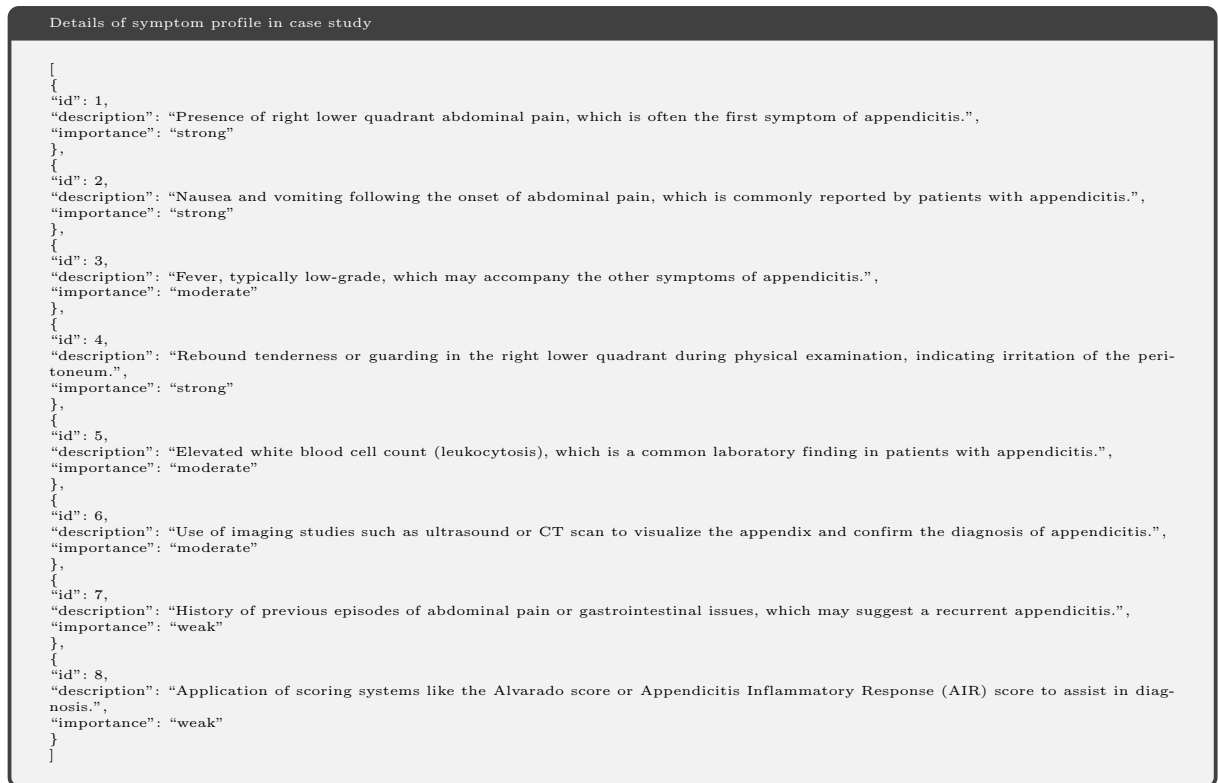 Details of symptom profile in case study
[
{
“id”: 1,
“description”: “Presence of right lower quadrant abdominal pain, which is often the first symptom of appendicitis.”,
“importance”: “strong”
},
{
“id”: 2,
“description”: “Nausea and vomiting following the onset of abdominal pain, which is commonly reported by patients with appendicitis.”,
“importance”: “strong”
},
{
“id”: 3,
“description”: “Fever, typically low-grade, which may accompany the other symptoms of appendicitis.”,
“importance”: “moderate”
},
{
“id”: 4,
“description”: “Rebound tenderness or guarding in the right lower quadrant during physical examination, indicating irritation of the peri-
toneum.”,
“importance”: “strong”
},
{
“id”: 5,
“description”: “Elevated white blood cell count (leukocytosis), which is a common laboratory finding in patients with appendicitis.”,
“importance”: “moderate”
},
{
“id”: 6,
“description”: “Use of imaging studies such as ultrasound or CT scan to visualize the appendix and confirm the diagnosis of appendicitis.”,
“importance”: “moderate”
},
{
“id”: 7,
“description”: “History of previous episodes of abdominal pain or gastrointestinal issues, which may suggest a recurrent appendicitis.”,
“importance”: “weak”
},
{
“id”: 8,
“description”: “Application of scoring systems like the Alvarado score or Appendicitis Inflammatory Response (AIR) score to assist in diag-
nosis.”,
“importance”: “weak”
}
]